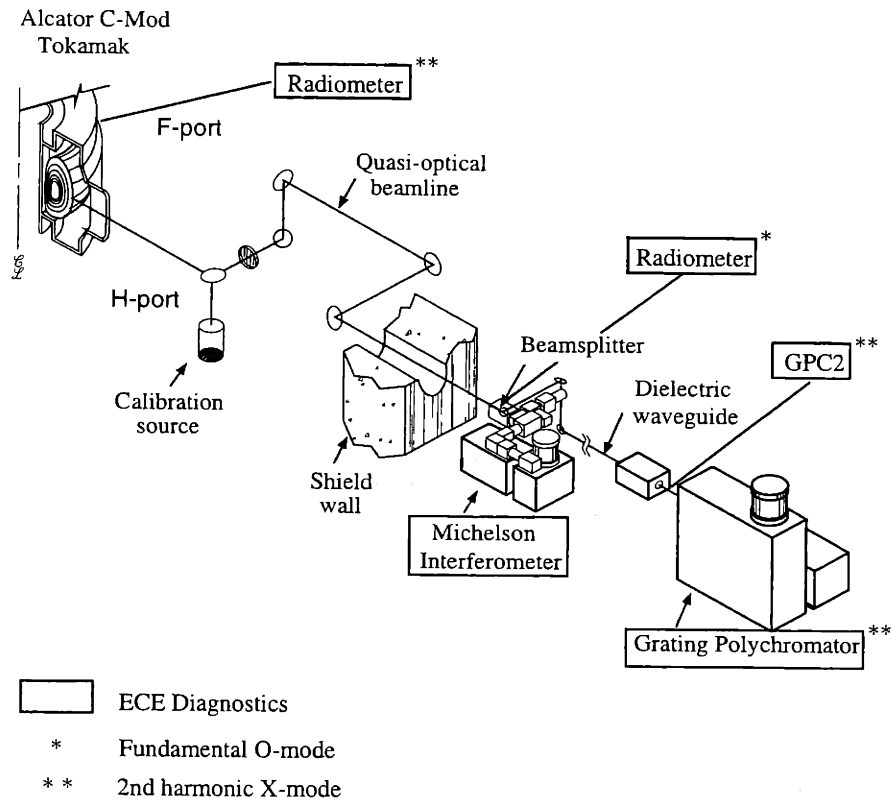 Alcator C-Mod
Tokamak
Radiometer **
F-port
Quasi-optical
beamline
Radiometer *
H-port
Beamsplitter
GPC2 **
Dielectric
waveguide
Calibration
source
Shield
wall
Michelson
Interferometer
Grating Polychromator **
ECE Diagnostics
* Fundamental O-mode
** 2nd harmonic X-mode